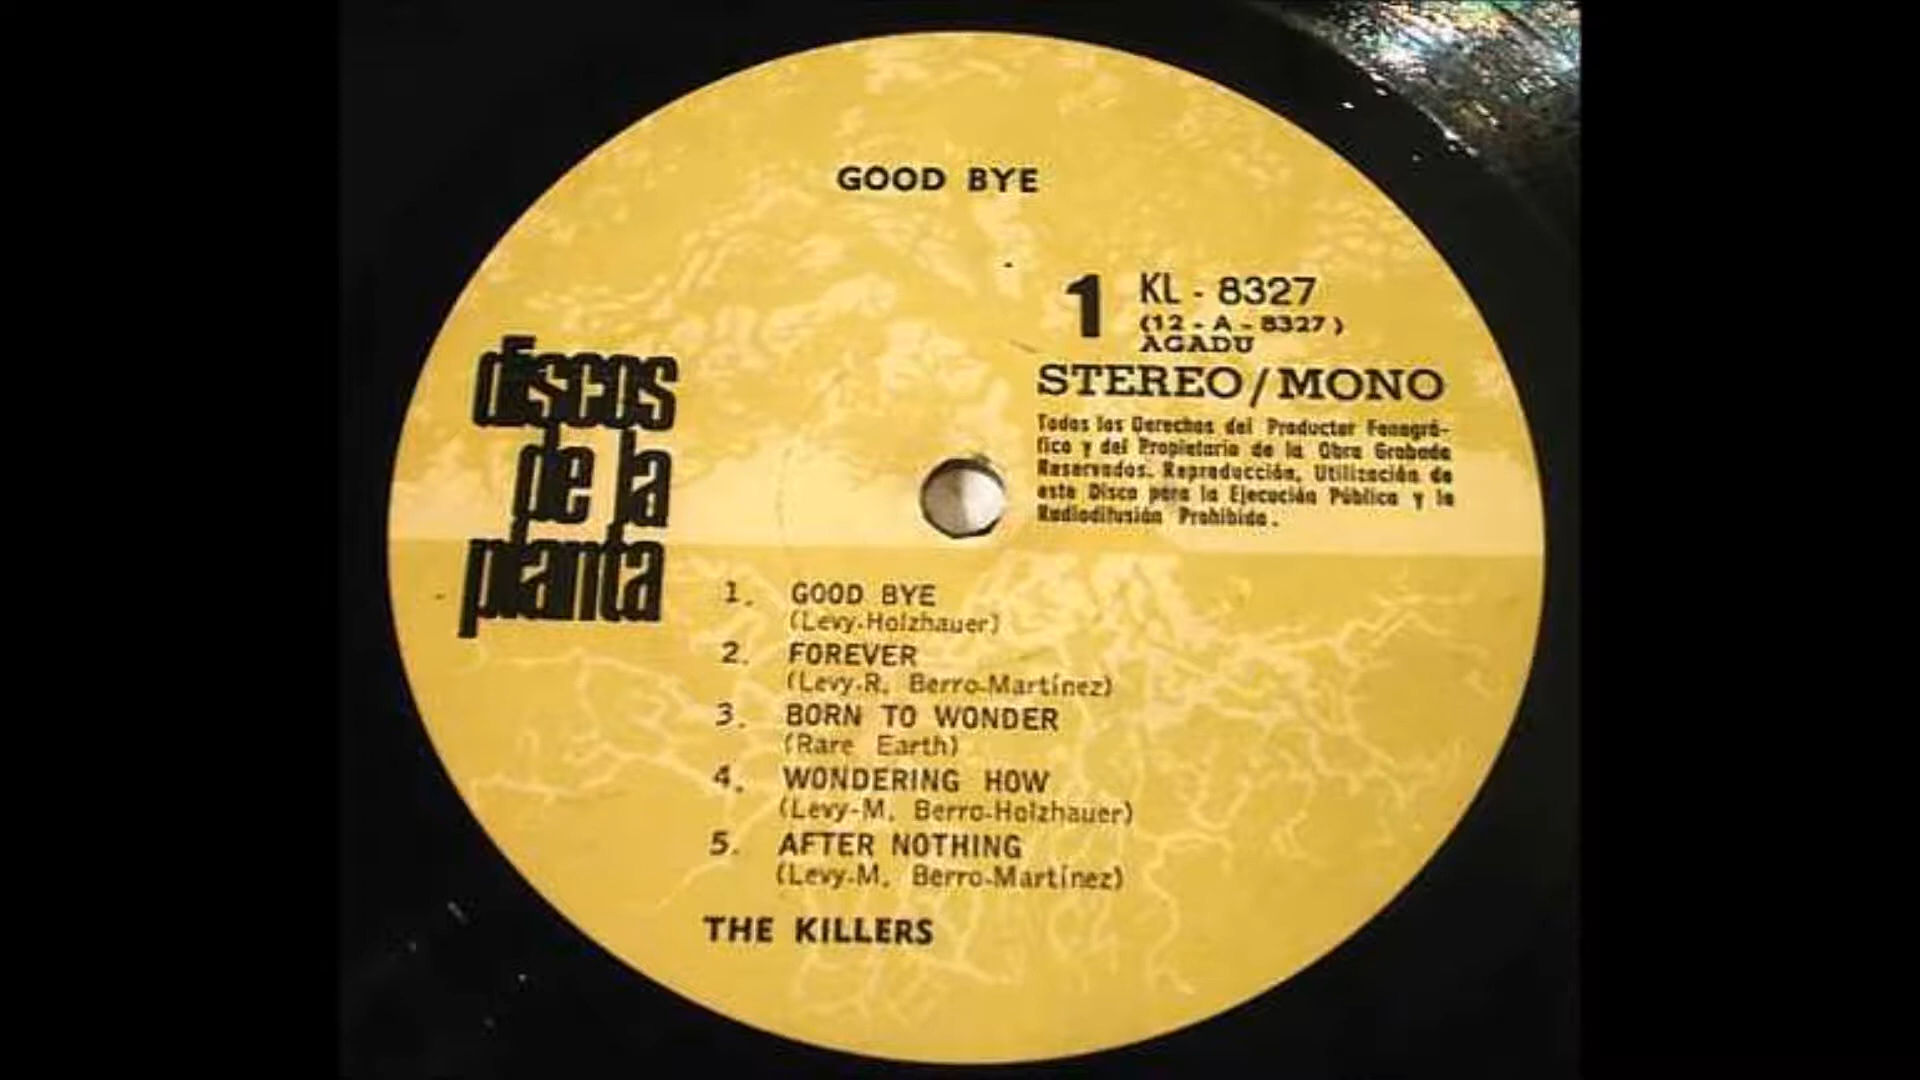 GOOD BYE
discos
de la
planta
1 KL - 8327
(12 - A - 8327)
AGADU
STEREO/MONO
Todos los Derechos del Productor Fonográ-
fico y del Propietario de la Obra Grabada
Reservados. Reproducción, Utilización de
este Disco para la Ejecución Pública y la
Radiodifusión Prohibida.
1. GOOD BYE
(Levy-Holzhauer)
2. FOREVER
(Levy-R. Berro-Martínez)
3. BORN TO WONDER
(Rare Earth)
4. WONDERING HOW
(Levy-M. Berro-Holzhauer)
5. AFTER NOTHING
(Levy-M. Berro-Martínez)
THE KILLERS